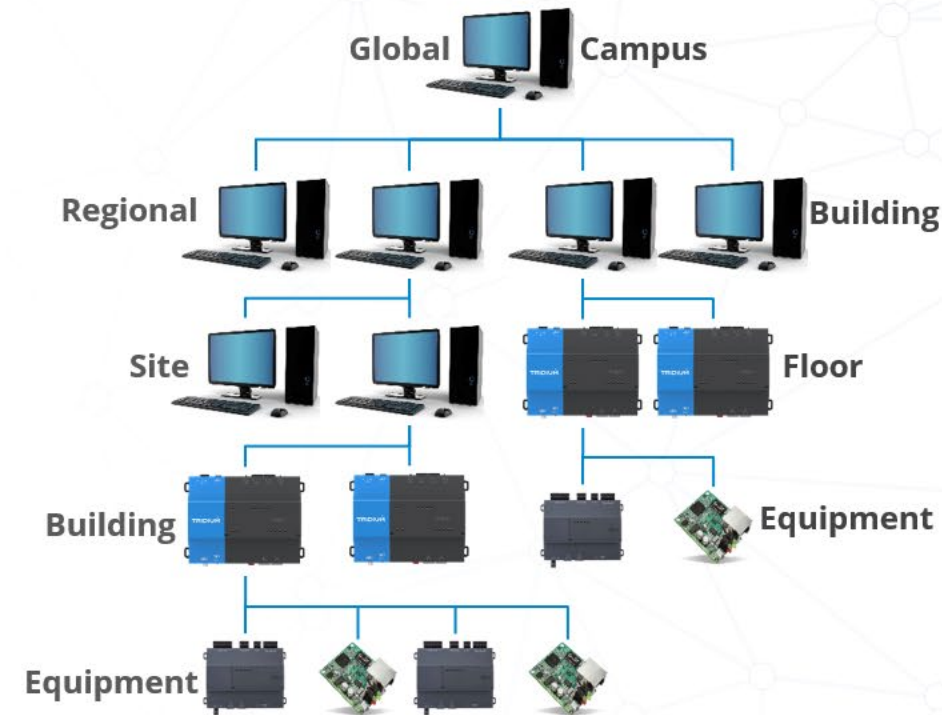 Global Campus
Regional Building
Site Floor
TRIDIUM TRIDIUM
Building Equipment
TRIDIUM TRIDIUM
Equipment